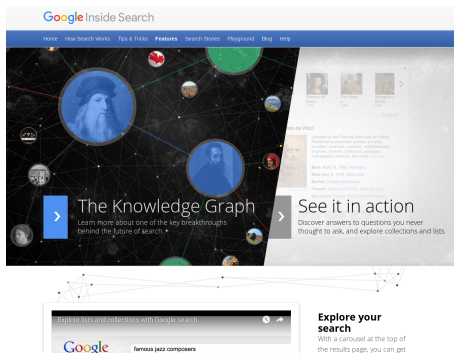 Google Inside Search
Home How Search Works Tips & Tricks Features Search Stories Playground Blog Help
The Knowledge Graph
Learn more about one of the key breakthroughs
behind the future of search.
See it in action
Discover answers to questions you never
thought to ask, and explore collections and lists.
Explore lists and collections with Google search
Google
famous jazz composers
Explore your
search
With a carousel at the top of
the results page, you can get